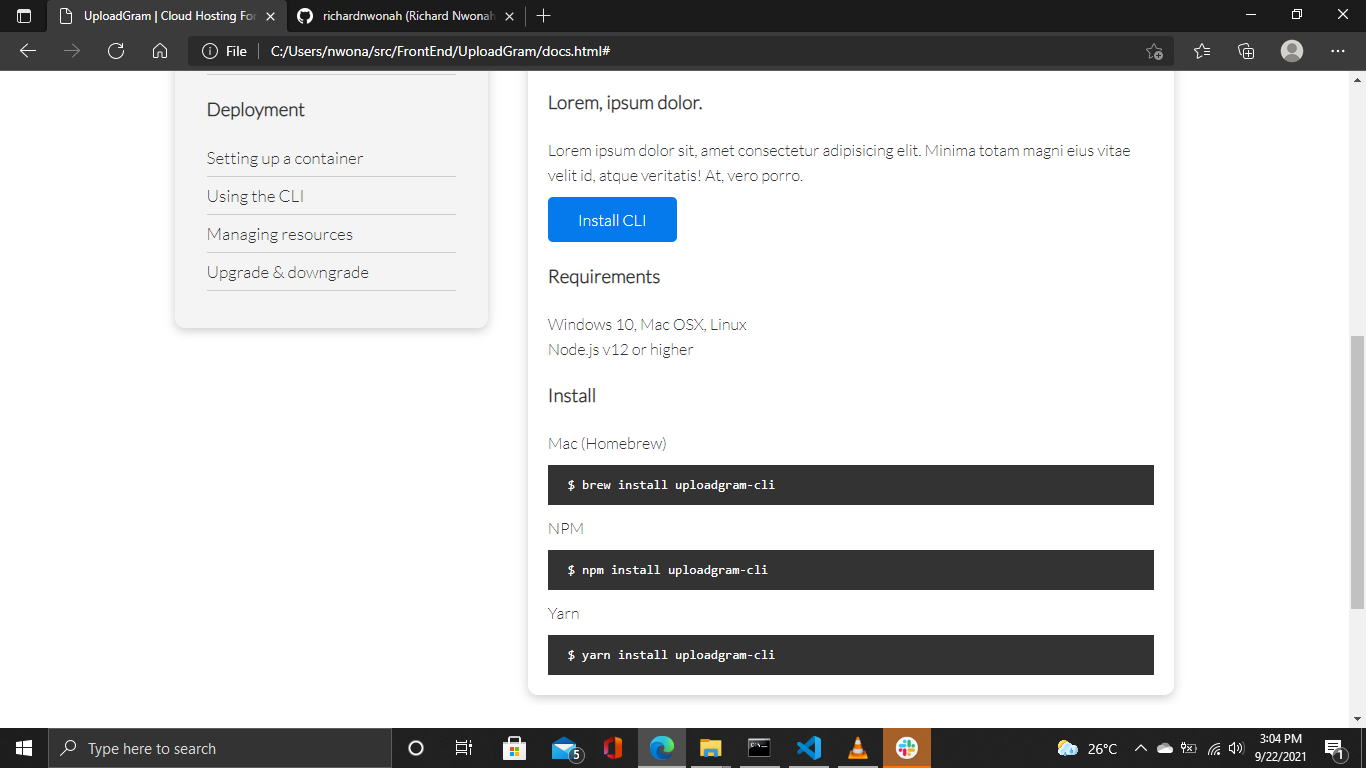 UploadGram | Cloud Hosting For
richardnwonah (Richard Nwonah
File
C:/Users/nwona/src/FrontEnd/UploadGram/docs.html#
Deployment
Setting up a container
Using the CLI
Managing resources
Upgrade & downgrade
Lorem, ipsum dolor.
Lorem ipsum dolor sit, amet consectetur adipisicing elit. Minima totam magni eius vitae
velit id, atque veritatis! At, vero porro.
Install CLI
Requirements
Windows 10, Mac OSX, Linux
Node.js v12 or higher
Install
Mac (Homebrew)
$ brew install uploadgram-cli
NPM
$ npm install uploadgram-cli
Yarn
$ yarn install uploadgram-cli
Type here to search
5
26°C
3:04 PM
9/22/2021
1